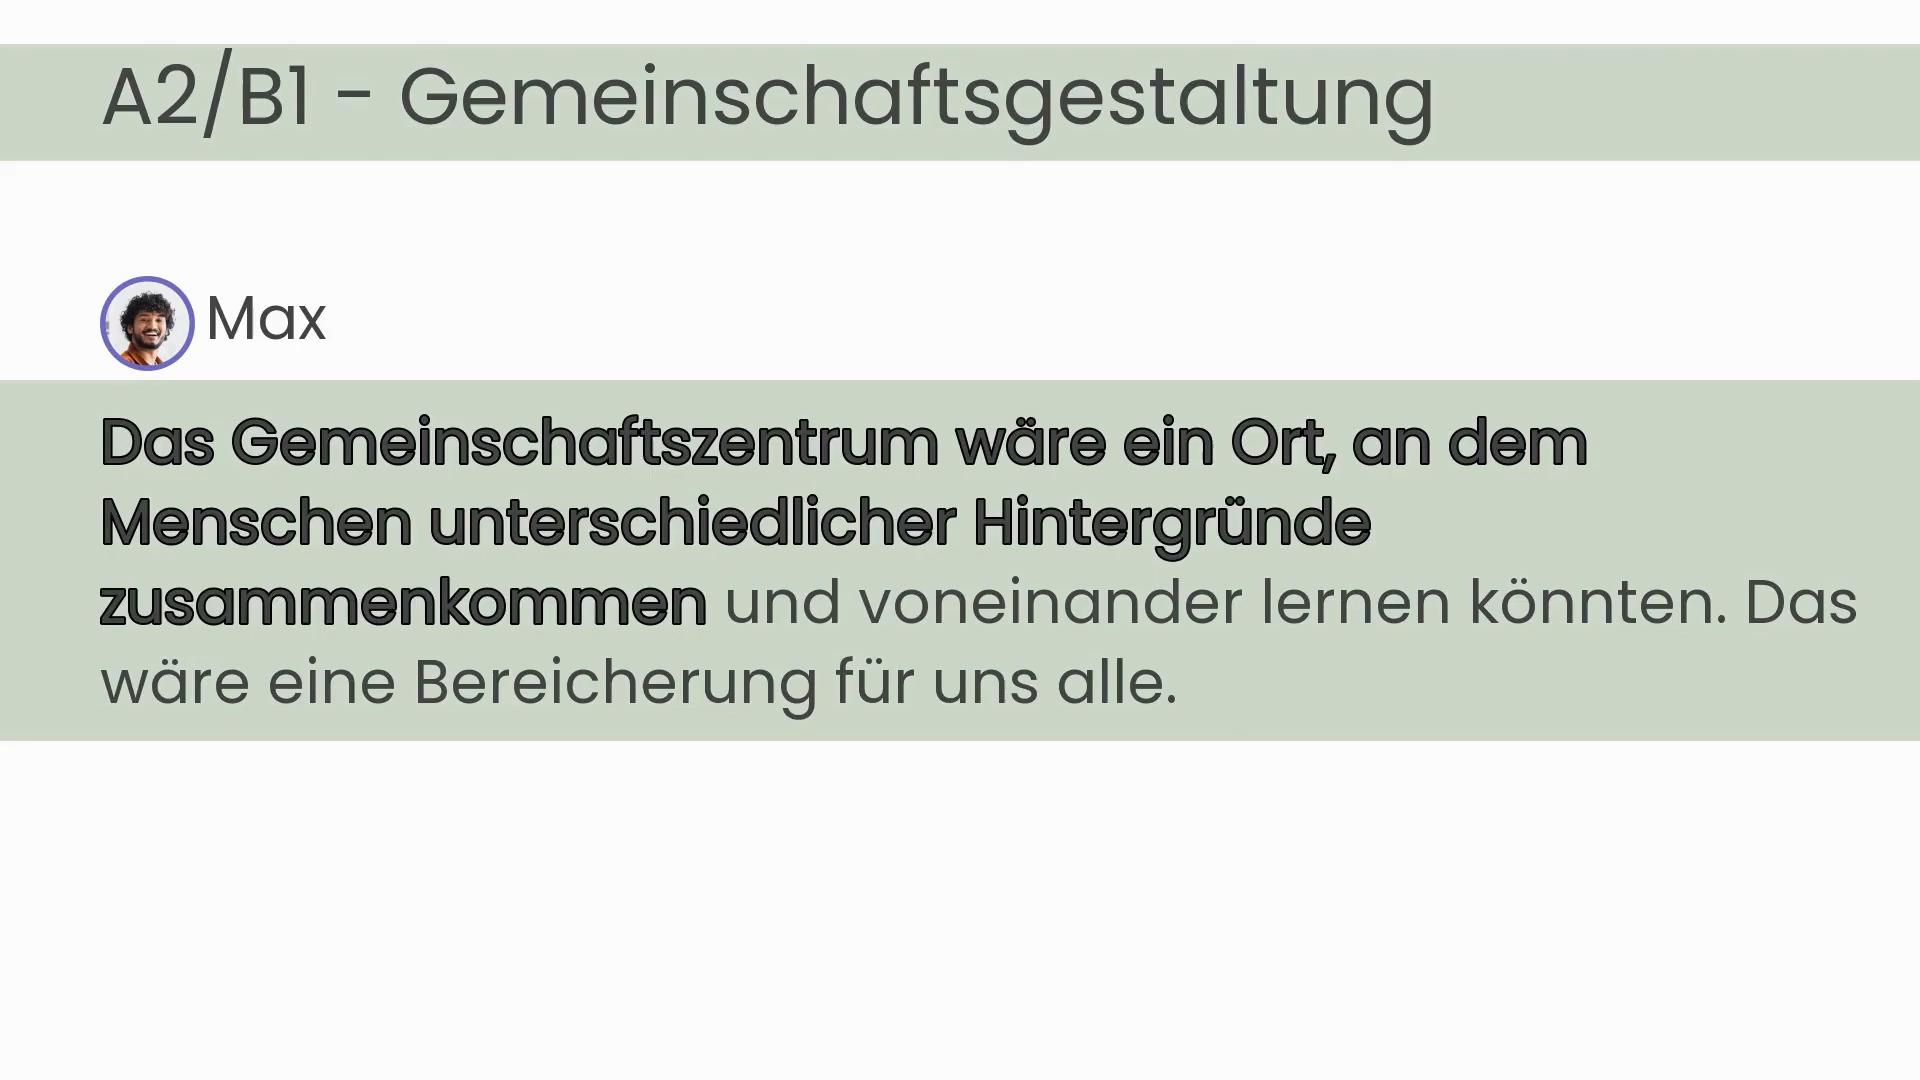 A2/B1 - Gemeinschaftsgestaltung
Max
Das Gemeinschaftszentrum wäre ein Ort, an dem
Menschen unterschiedlicher Hintergründe
zusammenkommen und voneinander lernen könnten. Das
wäre eine Bereicherung für uns alle.